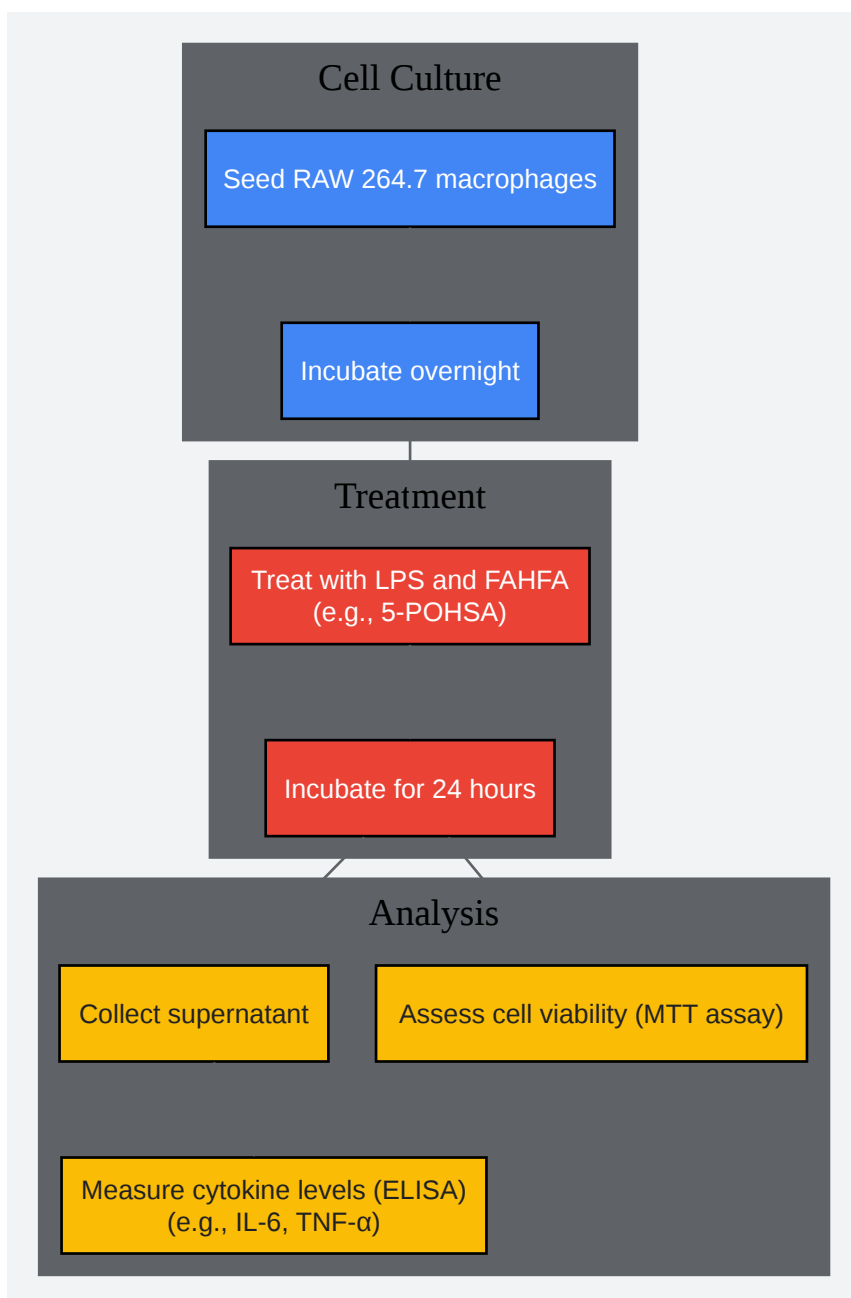 Cell Culture
Seed RAW 264.7 macrophages
Incubate overnight
Treatment
Treat with LPS and FAHFA
(e.g., 5-POHSA)
Incubate for 24 hours
Analysis
Collect supernatant
Assess cell viability (MTT assay)
Measure cytokine levels (ELISA)
(e.g., IL-6, TNF-α)